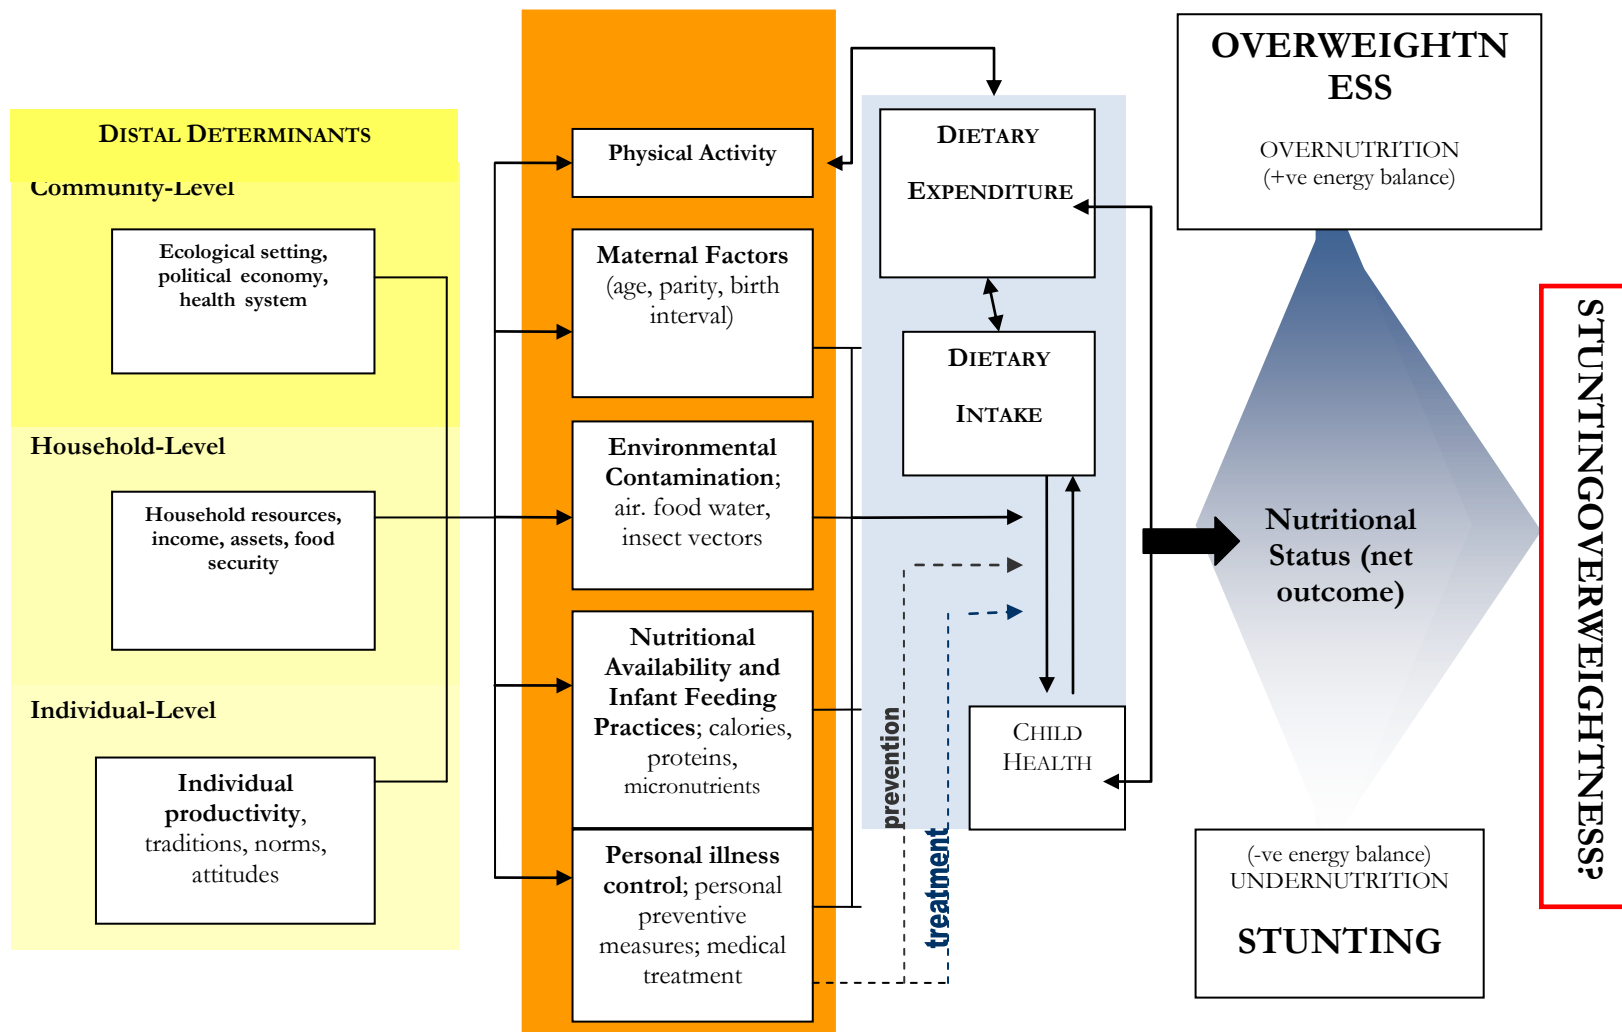 DISTAL DETERMINANTS
Community-Level
Ecological setting,
political economy,
health system
Household-Level
Household resources,
income, assets, food
security
Individual-Level
Individual
productivity,
traditions, norms,
attitudes
Physical Activity
Maternal Factors
(age, parity, birth
interval)
Environmental
Contamination;
air. food water,
insect vectors
Nutritional
Availability and
Infant Feeding
Practices; calories,
proteins,
micronutrients
Personal illness
control; personal
preventive
measures; medical
treatment
prevention
treatment
DIETARY
EXPENDITURE
DIETARY
INTAKE
CHILD
HEALTH
OVERWEIGHTN
ESS
OVERNUTRITION
(+ve energy balance)
Nutritional
Status (net
outcome)
(-ve energy balance)
UNDERNUTRITION
STUNTING
STUNTINGOVERWEIGHTNESS?